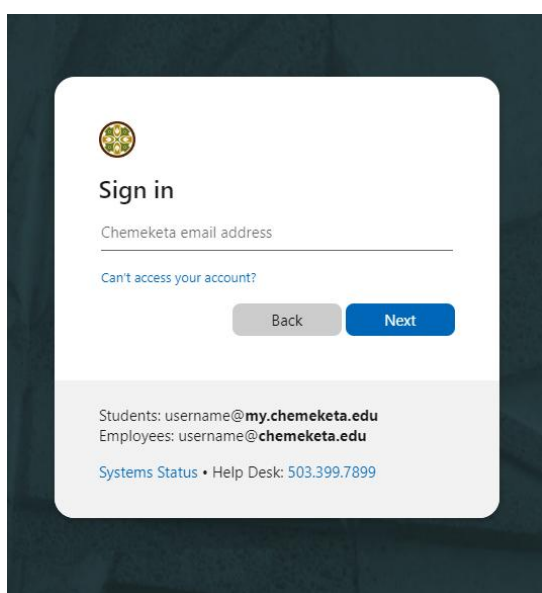 Sign in
Chemeketa email address
Can't access your account?
Back Next
Students: username@my.chemeketa.edu
Employees: username@chemeketa.edu
Systems Status • Help Desk: 503.399.7899